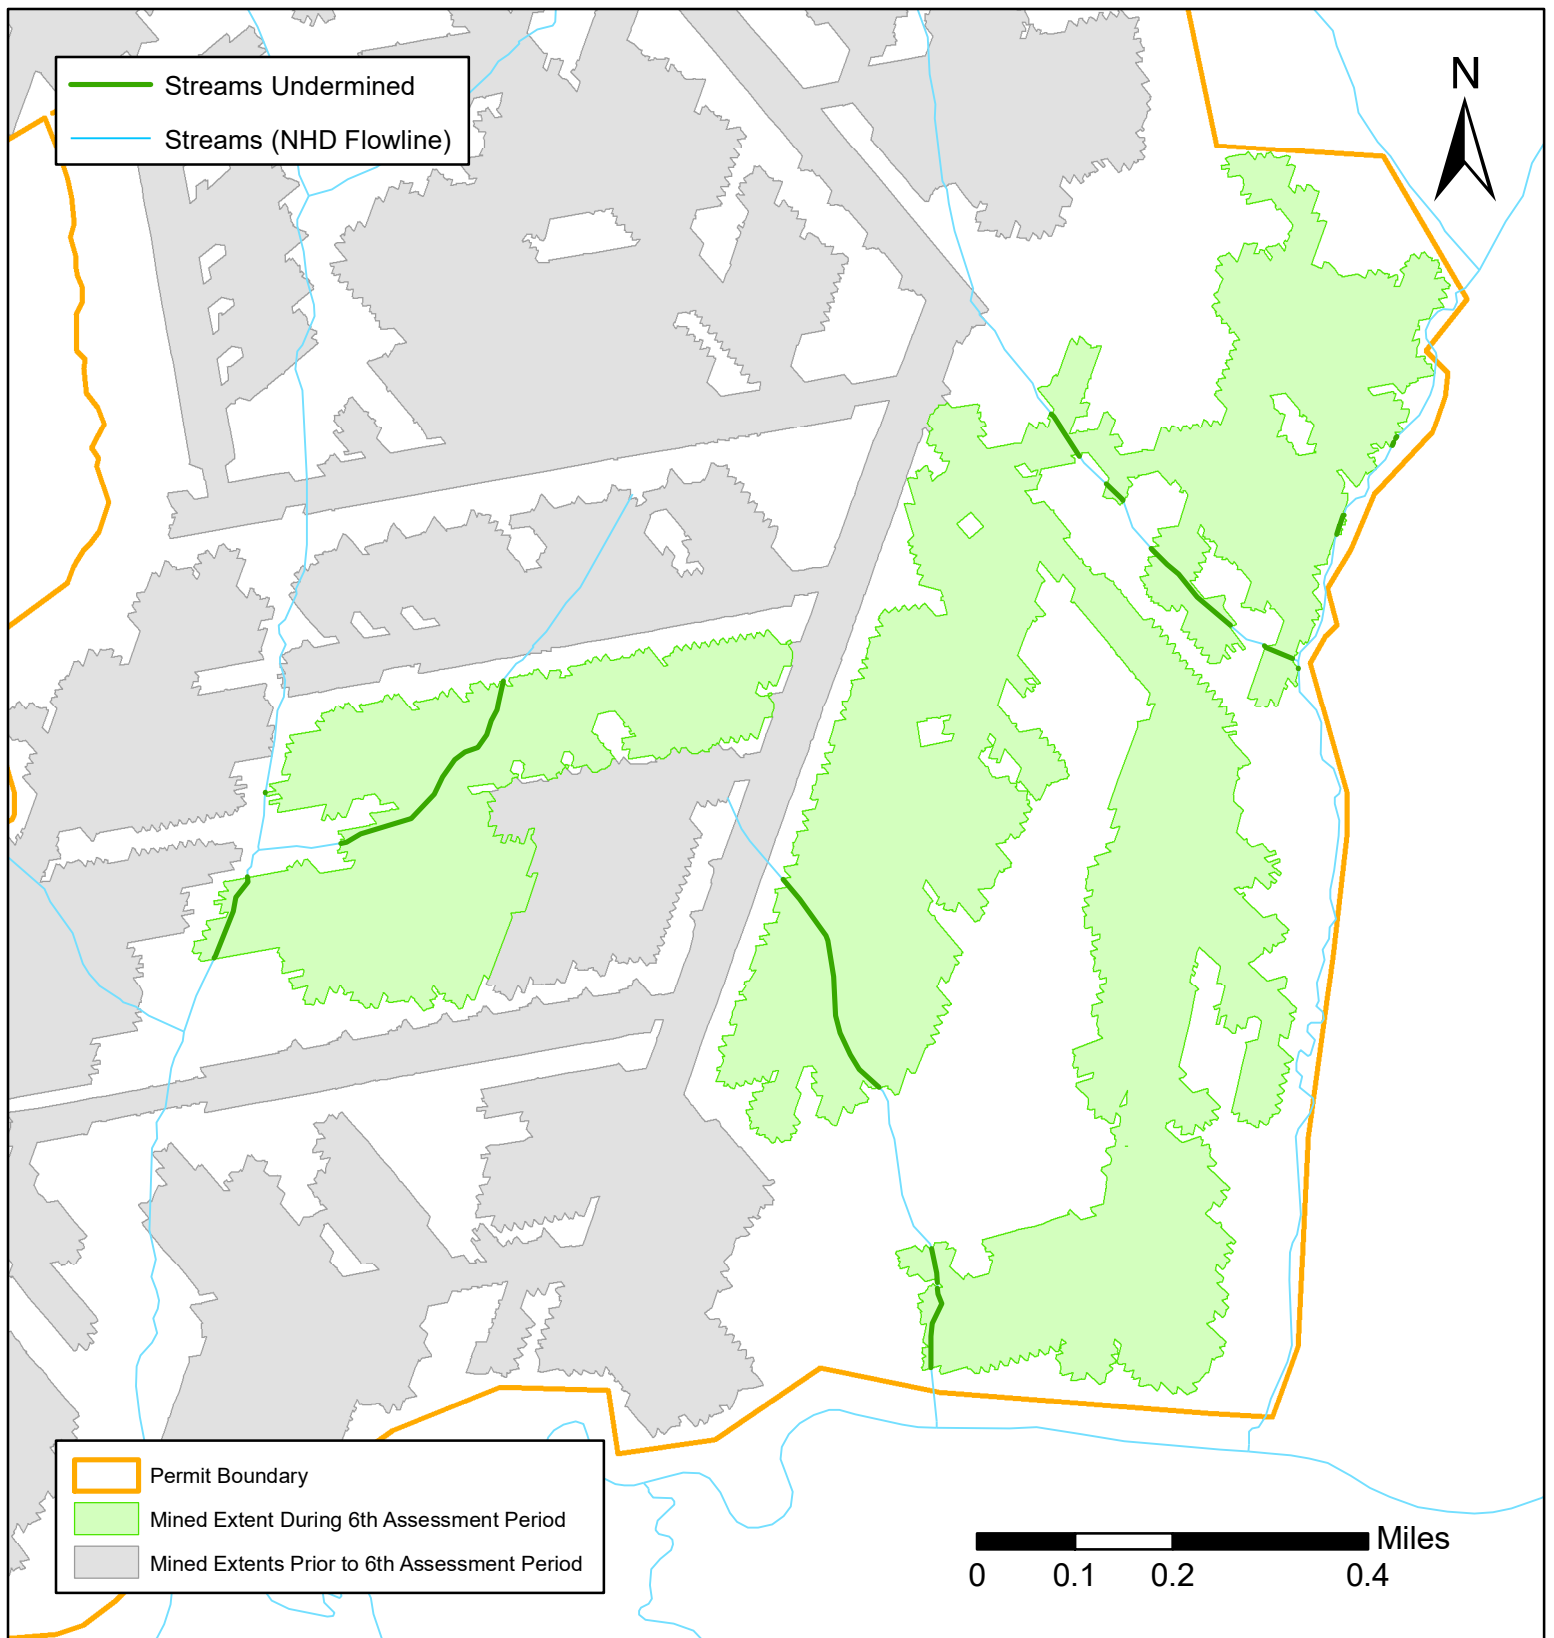 Streams Undermined
Streams (NHD Flowline)
N
Permit Boundary
Mined Extent During 6th Assessment Period
Mined Extents Prior to 6th Assessment Period
Miles
0 0.1 0.2 0.4